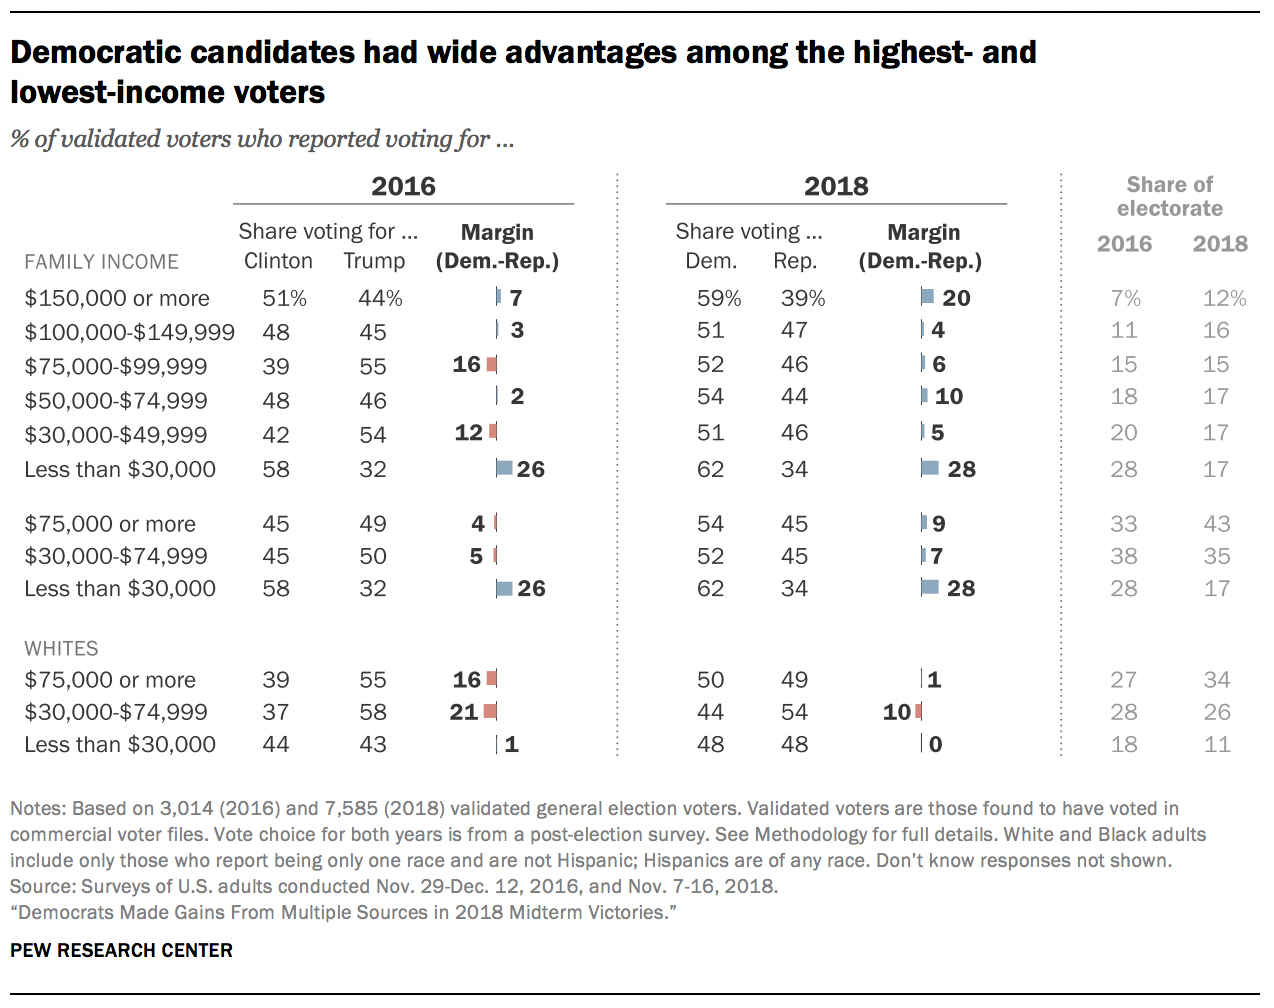 Democratic candidates had wide advantages among the highest- and
lowest-income voters
% of validated voters who reported voting for ...
2016 2018 Share of
electorate
Share voting for ... Margin Share voting ... Margin 2016 2018
FAMILY INCOME Clinton Trump (Dem.-Rep.) Dem. Rep. (Dem.-Rep.)
$150,000 or more 51% 44% 7 59% 39% 20 7% 12%
$100,000-$149,999 48 45 3 51 47 4 11 16
$75,000-$99,999 39 55 16 52 46 6 15 15
$50,000-$74,999 48 46 2 54 44 10 18 17
$30,000-$49,999 42 54 12 51 46 5 20 17
Less than $30,000 58 32 26 62 34 28 28 17
$75,000 or more 45 49 4 54 45 9 33 43
$30,000-$74,999 45 50 5 52 45 7 38 35
Less than $30,000 58 32 26 62 34 28 28 17
WHITES
$75,000 or more 39 55 16 50 49 1 27 34
$30,000-$74,999 37 58 21 44 54 10 28 26
Less than $30,000 44 43 1 48 48 0 18 11
Notes: Based on 3,014 (2016) and 7,585 (2018) validated general election voters. Validated voters are those found to have voted in
commercial voter files. Vote choice for both years is from a post-election survey. See Methodology for full details. White and Black adults
include only those who report being only one race and are not Hispanic; Hispanics are of any race. Don't know responses not shown.
Source: Surveys of U.S. adults conducted Nov. 29-Dec. 12, 2016, and Nov. 7-16, 2018.
“Democrats Made Gains From Multiple Sources in 2018 Midterm Victories.”
PEW RESEARCH CENTER